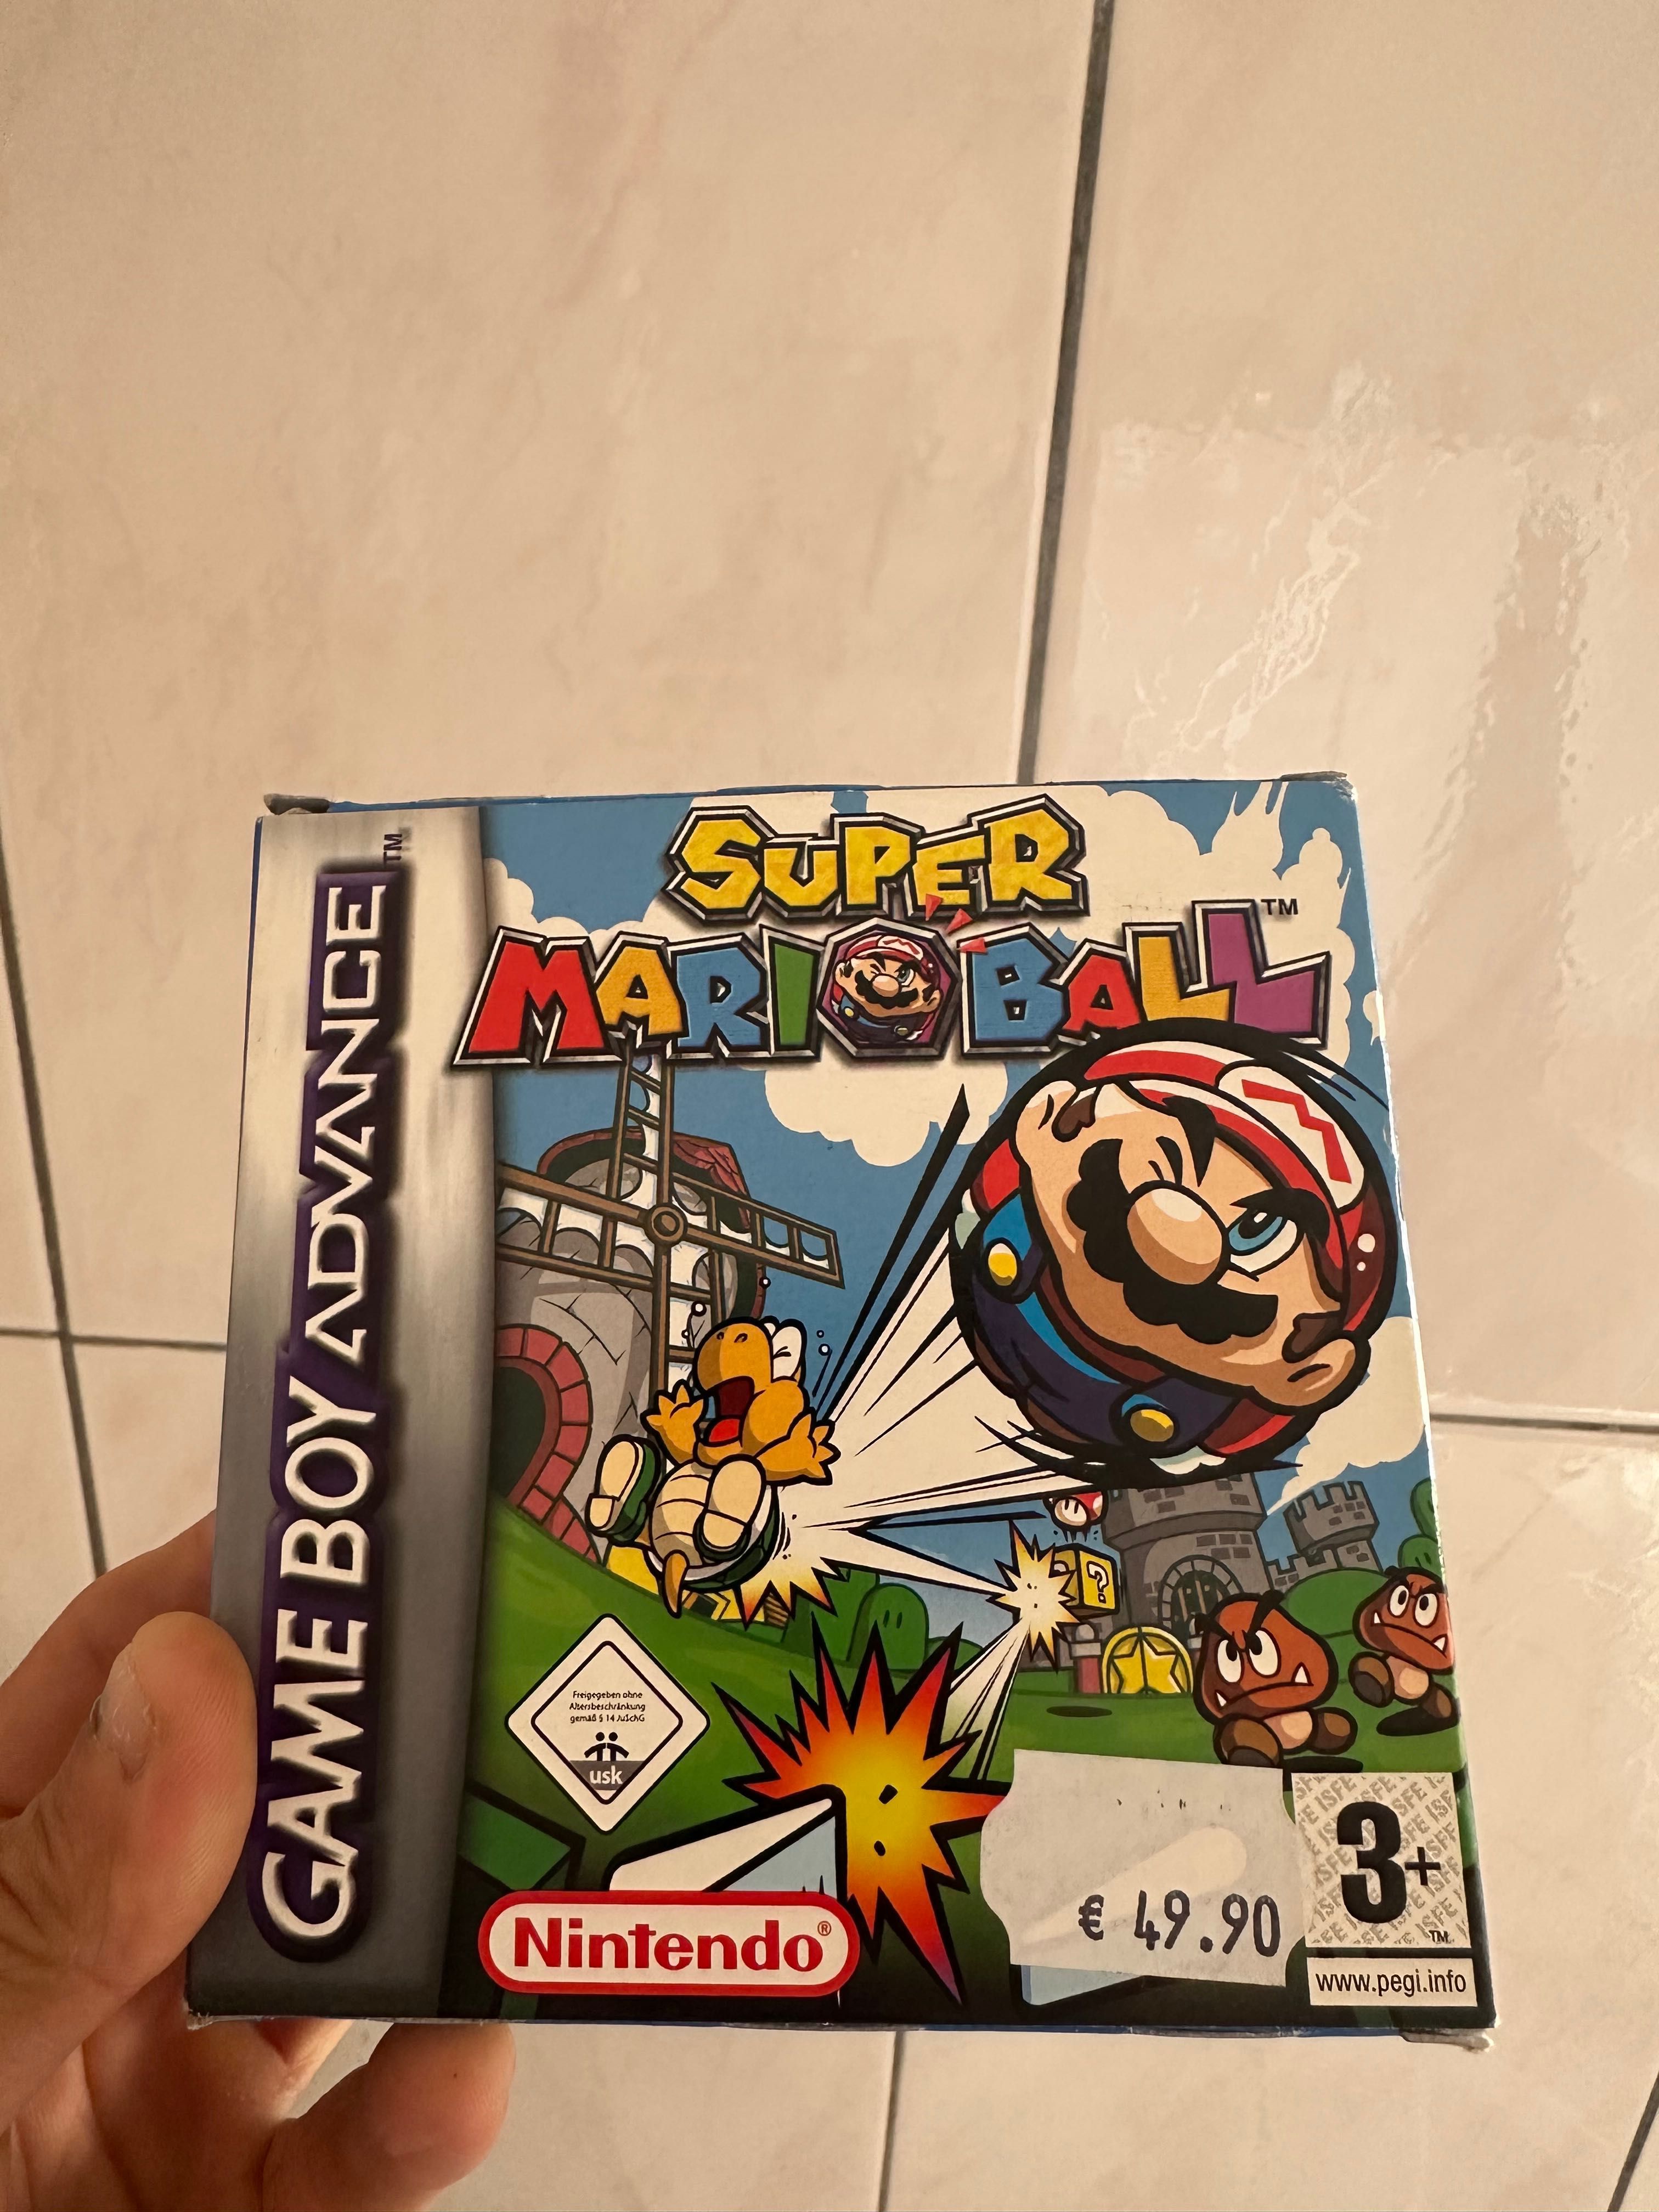 GAME BOY ADVANCE™
SUPER
MARIO BALL™
Freigegeben ohne
Altersbeschränkung
gemäß § 14 JuSchG
usk
Nintendo®
€ 49.90
3+
™
www.pegi.info